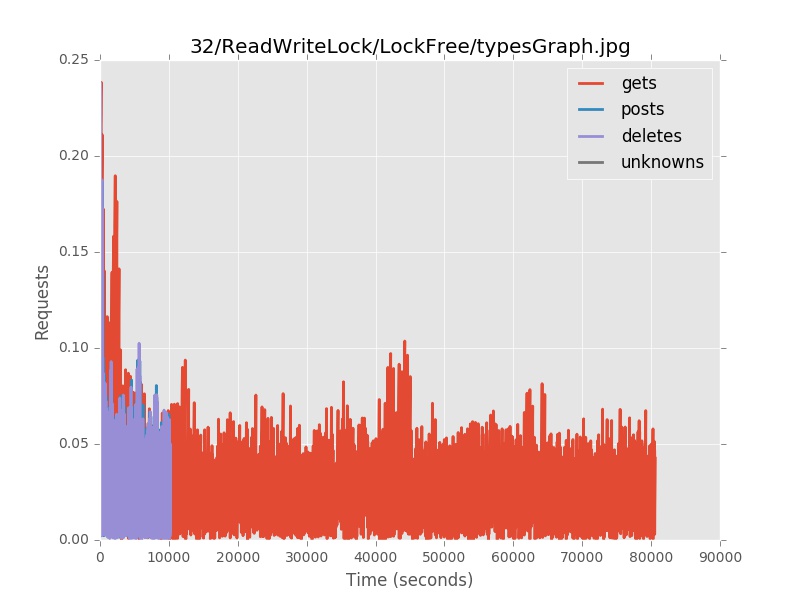 32/ReadWriteLock/LockFree/typesGraph.jpg
0.25
gets
posts
deletes
unknowns
0.20
0.15
0.10
0.05
0.00
Requests
0 10000 20000 30000 40000 50000 60000 70000 80000 90000
Time (seconds)